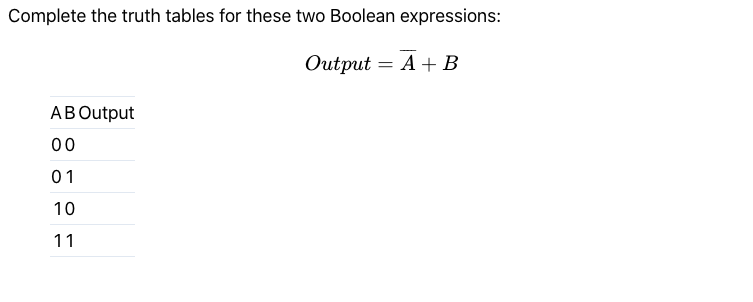 Complete the truth tables for these two Boolean expressions:
Output = A̅ + B
A B Output
0 0
0 1
1 0
1 1